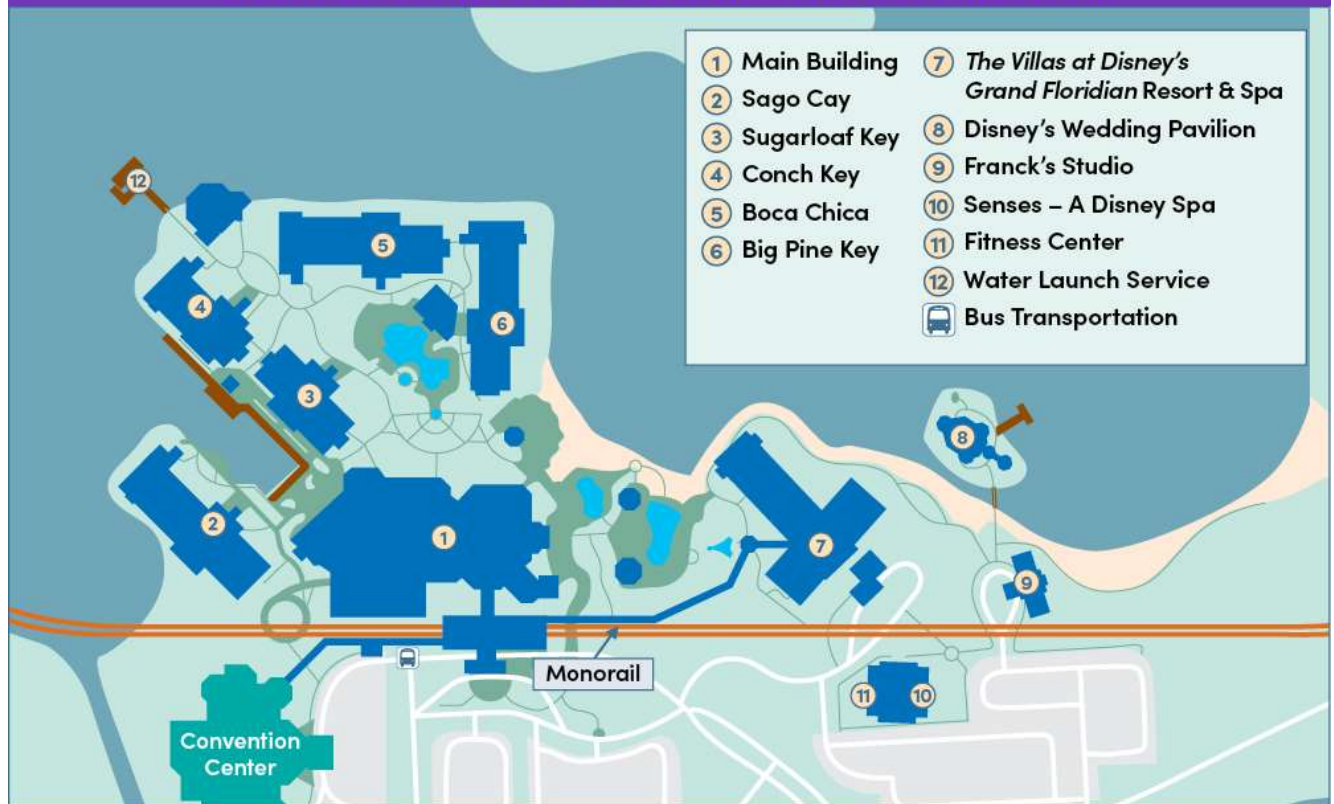 1 Main Building
2 Sago Cay
3 Sugarloaf Key
4 Conch Key
5 Boca Chica
6 Big Pine Key
7 The Villas at Disney's
Grand Floridian Resort & Spa
8 Disney's Wedding Pavilion
9 Franck's Studio
10 Senses – A Disney Spa
11 Fitness Center
12 Water Launch Service
Bus Transportation
12
5
4
6
3
8
2
1
7
9
Monorail
11
10
Convention
Center